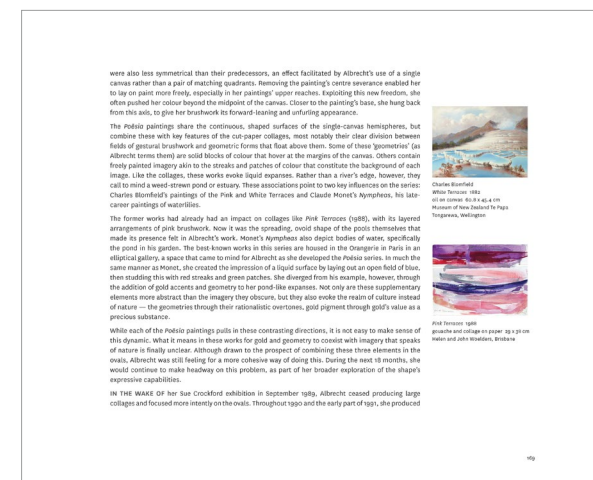 were also less symmetrical than their predecessors, an effect facilitated by Albrecht's use of a single
canvas rather than a pair of matching quadrants. Removing the painting's centre severance enabled her
to lay on paint more freely, especially in her paintings' upper reaches. Exploiting this new freedom, she
often pushed her colour beyond the midpoint of the canvas. Closer to the painting's base, she hung back
from this axis, to give her brushwork its forward-leaning and unfurling appearance.
The Poēsia paintings share the continuous, shaped surfaces of the single-canvas hemispheres, but
combine these with key features of the cut-paper collages, most notably their clear division between
fields of gestural brushwork and geometric forms that float above them. Some of these 'geometries' (as
Albrecht terms them) are solid blocks of colour that hover at the margins of the canvas. Others contain
freely painted imagery akin to the streaks and patches of colour that constitute the background of each
image. Like the collages, these works evoke liquid expanses. Rather than a river's edge, however, they
call to mind a weed-strewn pond or estuary. These associations point to two key influences on the series:
Charles Blomfield's paintings of the Pink and White Terraces and Claude Monet's Nympheas, his late-
career paintings of waterlilies.
The former works had already had an impact on collages like Pink Terraces (1988), with its layered
arrangements of pink brushwork. Now it was the spreading, ovoid shape of the pools themselves that
made its presence felt in Albrecht's work. Monet's Nympheas also depict bodies of water, specifically
the pond in his garden. The best-known works in this series are housed in the Orangerie in Paris in an
elliptical gallery, a space that came to mind for Albrecht as she developed the Poēsia series. In much the
same manner as Monet, she created the impression of a liquid surface by laying out an open field of blue,
then studding this with red streaks and green patches. She diverged from his example, however, through
the addition of gold accents and geometry to her pond-like expanses. Not only are these supplementary
elements more abstract than the imagery they obscure, but they also evoke the realm of culture instead
of nature — the geometries through their rationalistic overtones, gold pigment through gold's value as a
precious substance.
While each of the Poēsia paintings pulls in these contrasting directions, it is not easy to make sense of
this dynamic. What it means in these works for gold and geometry to coexist with imagery that speaks
of nature is finally unclear. Although drawn to the prospect of combining these three elements in the
ovals, Albrecht was still feeling for a more cohesive way of doing this. During the next 18 months, she
would continue to make headway on this problem, as part of her broader exploration of the shape's
expressive capabilities.
IN THE WAKE OF her Sue Crockford exhibition in September 1989, Albrecht ceased producing large
collages and focused more intently on the ovals. Throughout 1990 and the early part of 1991, she produced
Charles Blomfield
White Terraces 1882
oil on canvas 60.8 x 45.4 cm
Museum of New Zealand Te Papa
Tongarewa, Wellington
Pink Terraces 1988
gouache and collage on paper 29 x 30 cm
Helen and John Woelders, Brisbane
169